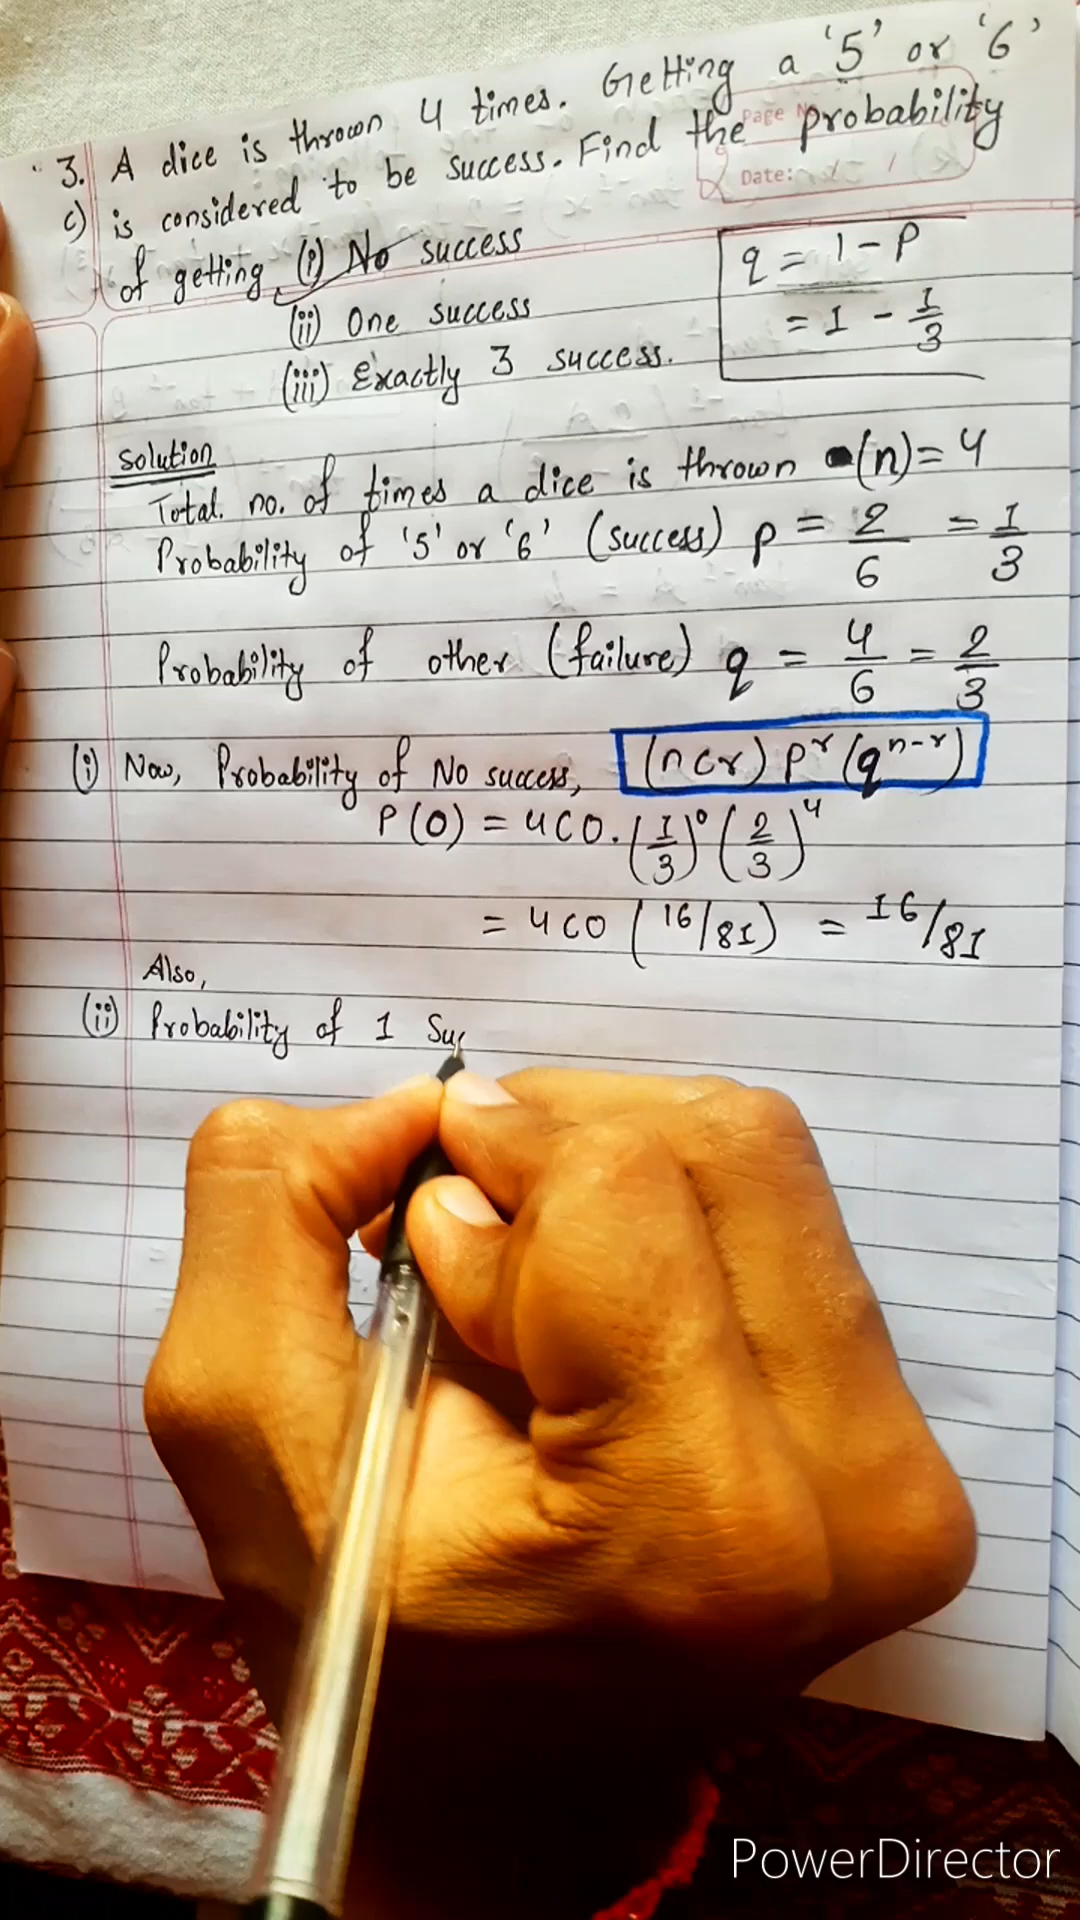 3. A dice is thrown 4 times. Getting a '5' or '6'
c) is considered to be success. Find the probability
of getting (i) No success
(ii) One success
(iii) Exactly 3 success.
Page N
Date:
q = 1 - P
= 1 - 1/3
Solution
Total. no. of times a dice is thrown (n) = 4
Probability of '5' or '6' (success) p = 2/6 = 1/3
Probability of other (failure) q = 4/6 = 2/3
(i) Now, Probability of No success, (ncr) p^r (q^n-r)
P(0) = 4C0. (1/3)^0 (2/3)^4
= 4C0 (16/81) = 16/81
Also,
(ii) Probability of 1 Suc
PowerDirector